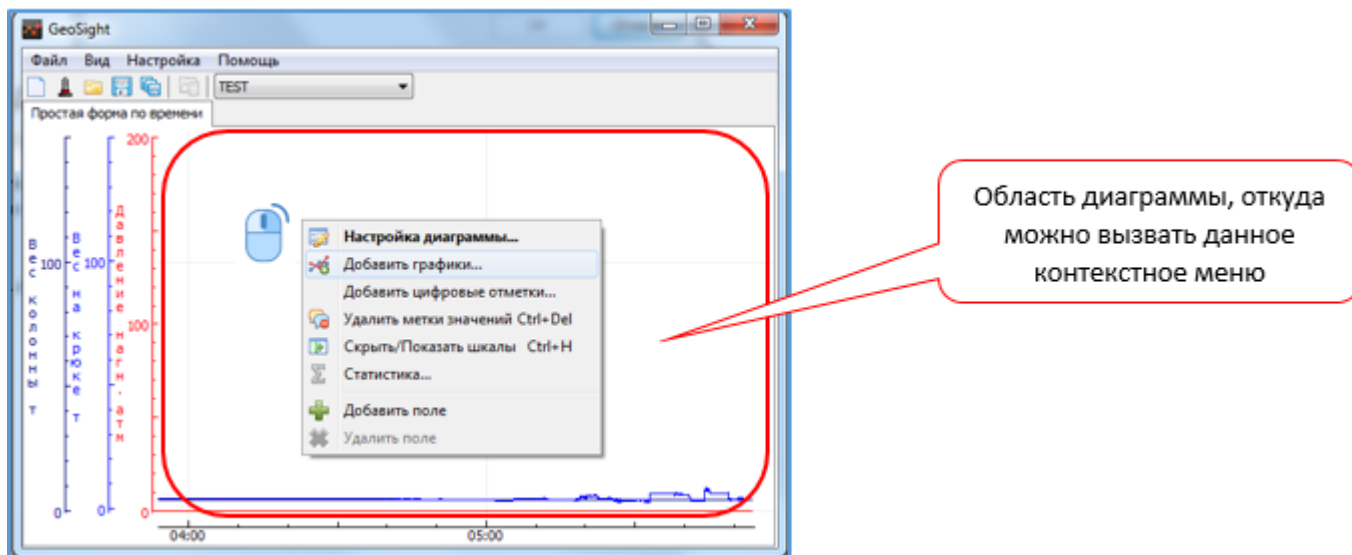 GeoSight
Файл Вид Настройка Помощь
TEST
Простая форма по времени
Вес колонны т
100
0
Вес на крюке т
100
0
Давление нагн. атм
200
100
0
Настройка диаграммы...
Добавить графики...
Добавить цифровые отметки...
Удалить метки значений Ctrl+Del
Скрыть/Показать шкалы Ctrl+H
Статистика...
Добавить поле
Удалить поле
04:00
05:00
Область диаграммы, откуда
можно вызвать данное
контекстное меню